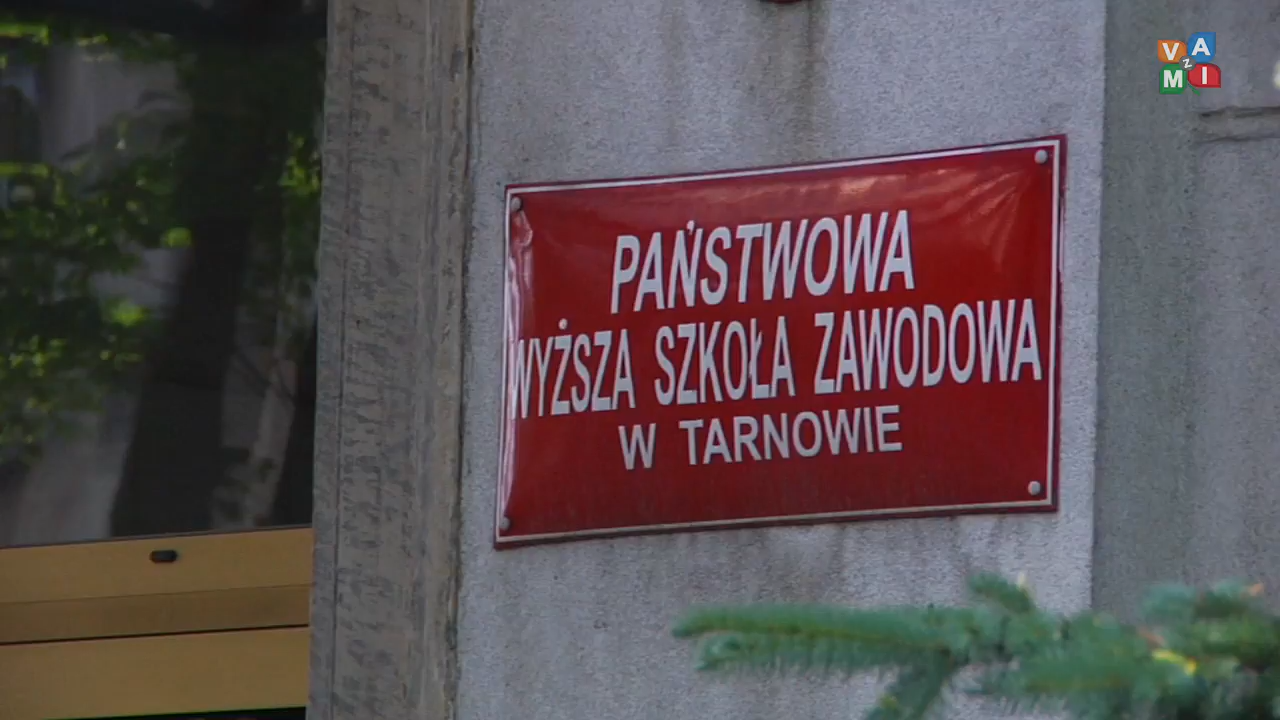 PAŃSTWOWA
WYŻSZA SZKOŁA ZAWODOWA
W TARNOWIE
V Z A
M I